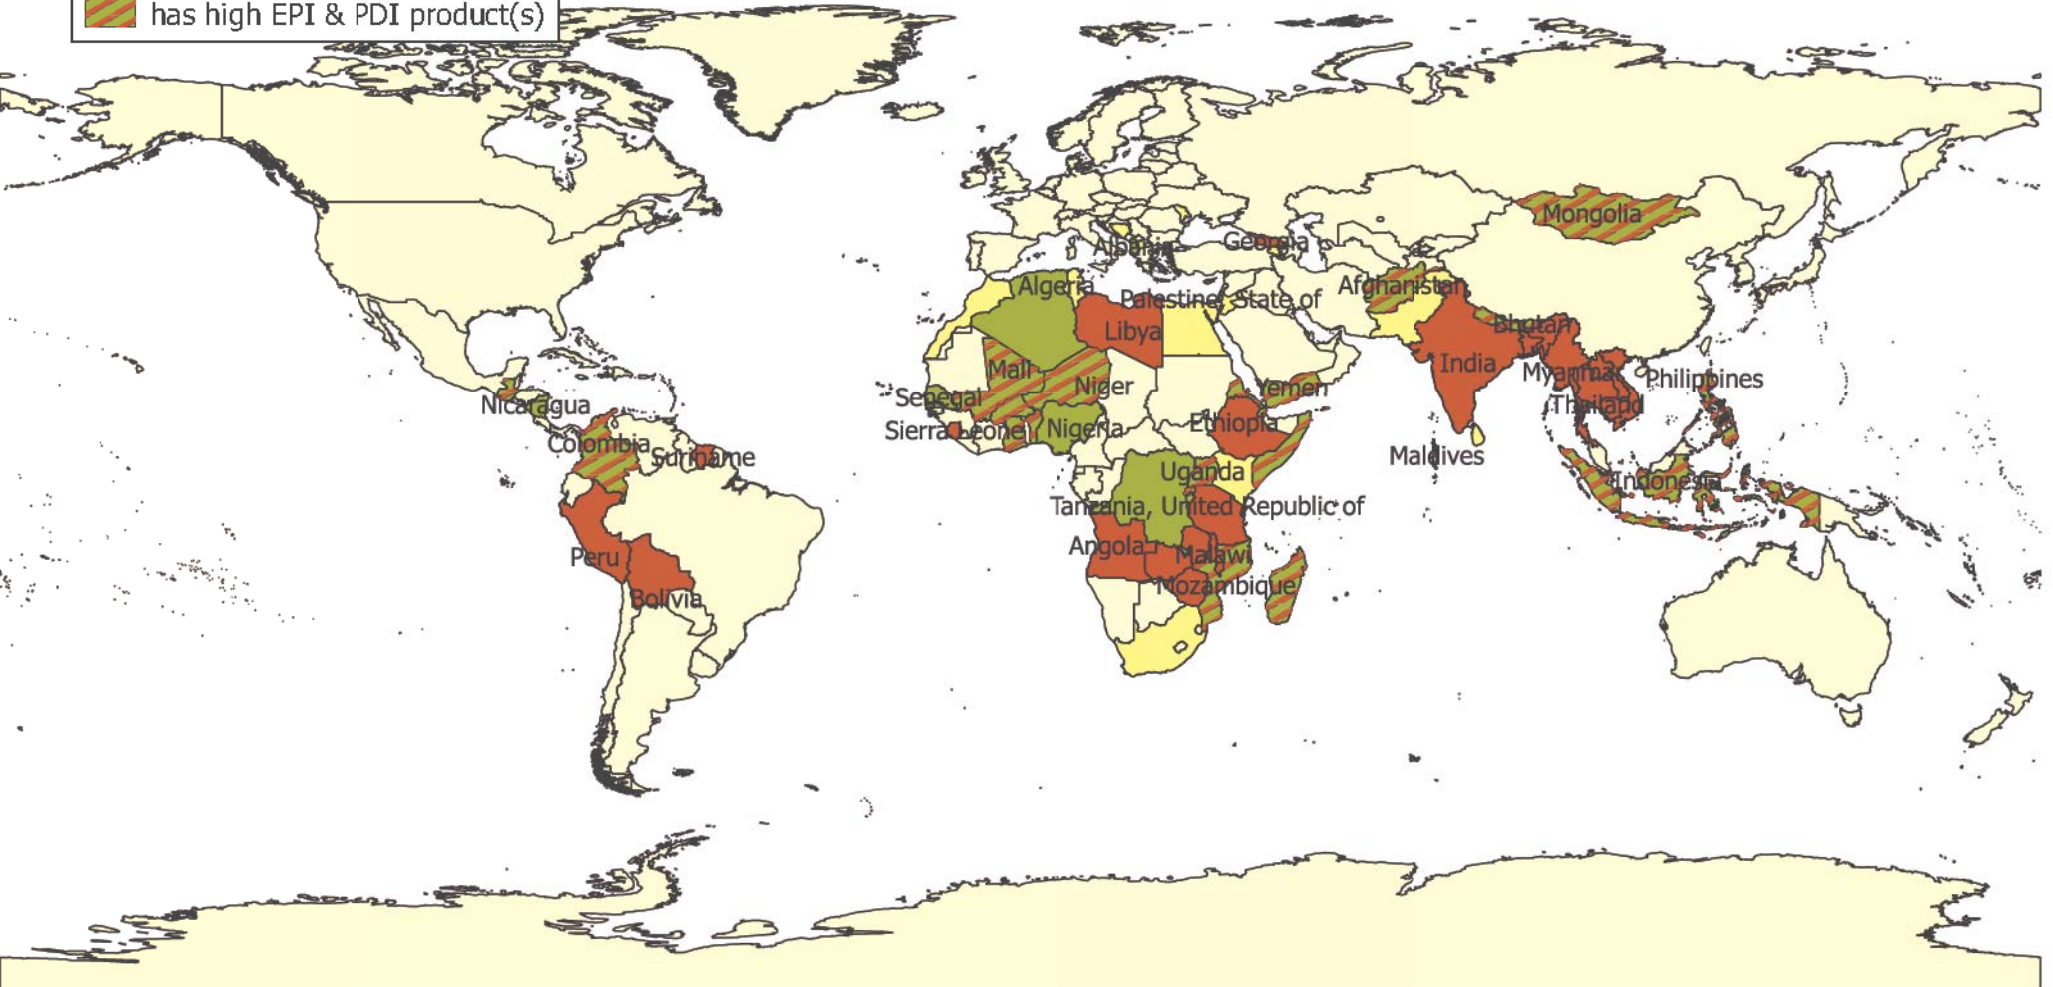 has high EPI & PDI product(s)
Mongolia
Albania
Georgia
Algeria
Palestine, State of
Afghanistan
Libya
Bhutan
India
Mali
Niger
Senegal
Yemen
Myanmar
Philippines
Nicaragua
Thailand
Sierra Leone
Nigeria
Ethiopia
Colombia
Suriname
Maldives
Uganda
Indonesia
Tanzania, United Republic of
Angola
Malawi
Peru
Mozambique
Bolivia